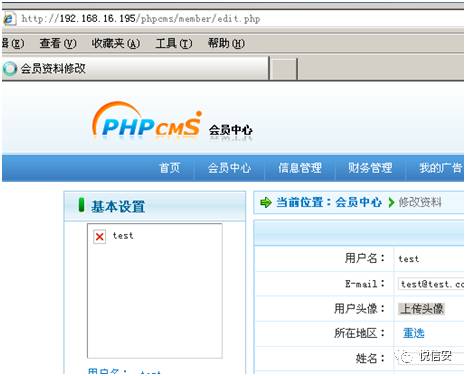 http://192.168.16.195/phpcms/member/edit.php
辑(E) 查看(V) 收藏夹(A) 工具(T) 帮助(H)
会员资料修改
PHPCMS 会员中心
首页 会员中心 信息管理 财务管理 我的广告
基本设置
test
用户名: test
当前位置：会员中心 > 修改资料
用户名： test
E-mail： test@test.co
用户头像： 上传头像
所在地区： 重选
姓名：
悦信安